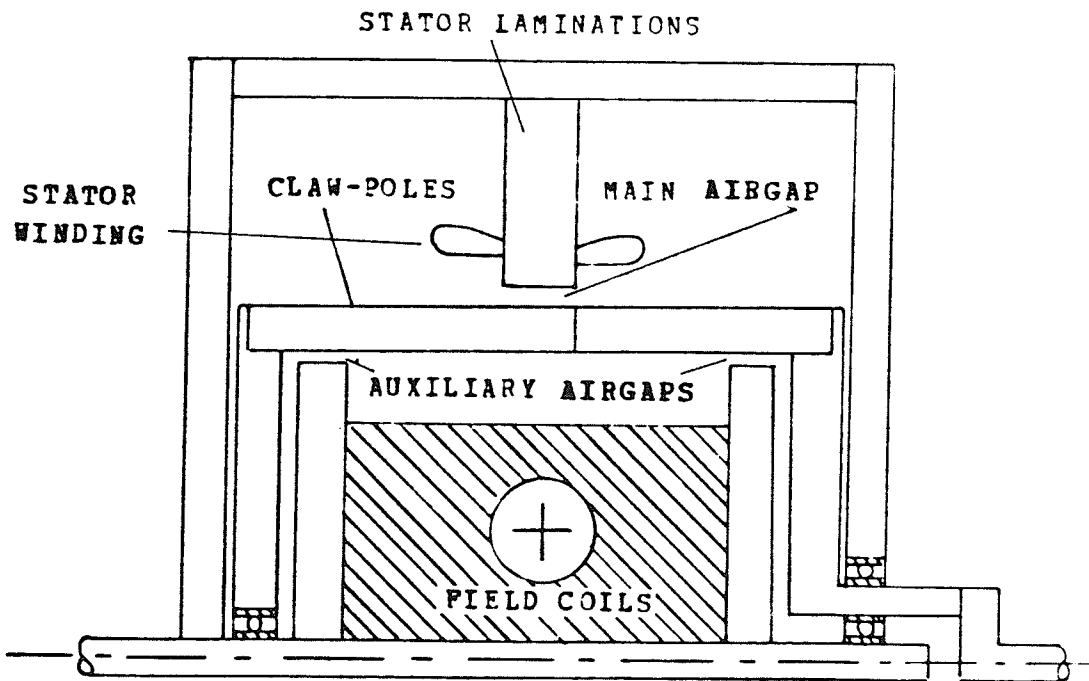 STATOR LAMINATIONS
CLAW-POLES
MAIN AIRGAP
STATOR
WINDING
AUXILIARY AIRGAPS
FIELD COILS